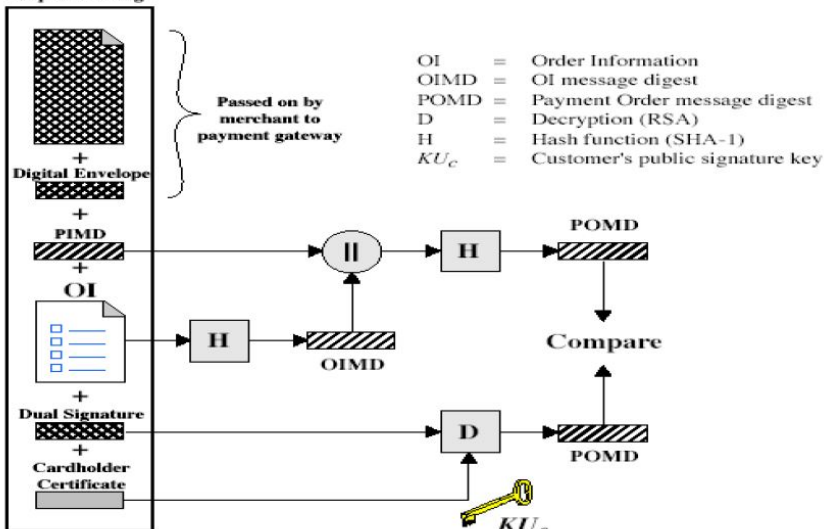 Passed on by
merchant to
payment gateway
OI = Order Information
OIMD = OI message digest
POMD = Payment Order message digest
D = Decryption (RSA)
H = Hash function (SHA-1)
KUc = Customer's public signature key
+
Digital Envelope
+
PIMD
+
OI
||
H
POMD
H
OIMD
Compare
+
Dual Signature
+
Cardholder
Certificate
D
POMD
KUc